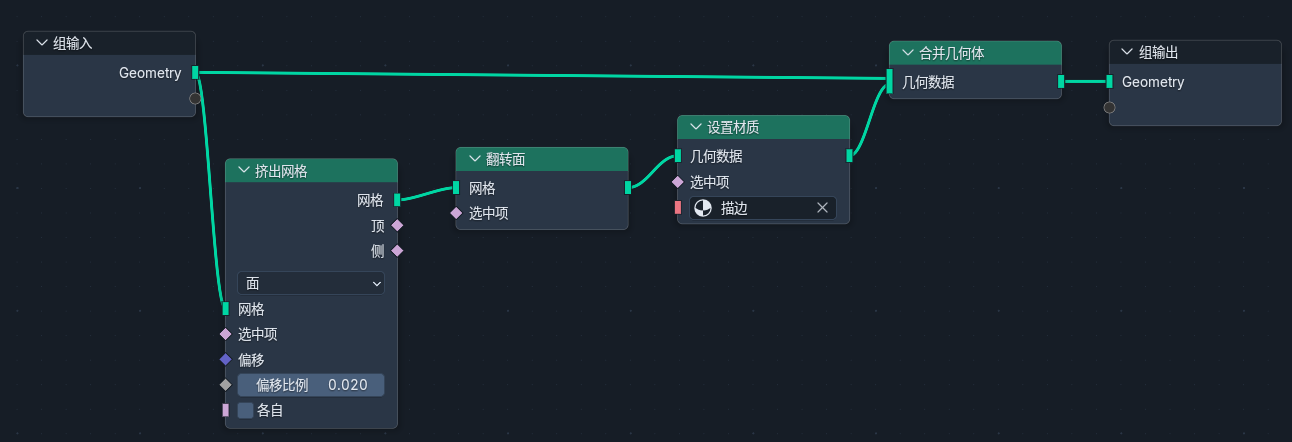 组输入
Geometry
挤出网格
网格
顶
侧
面
网格
选中项
偏移
偏移比例 0.020
各自
翻转面
网格
选中项
设置材质
几何数据
选中项
描边
合并几何体
几何数据
组输出
Geometry